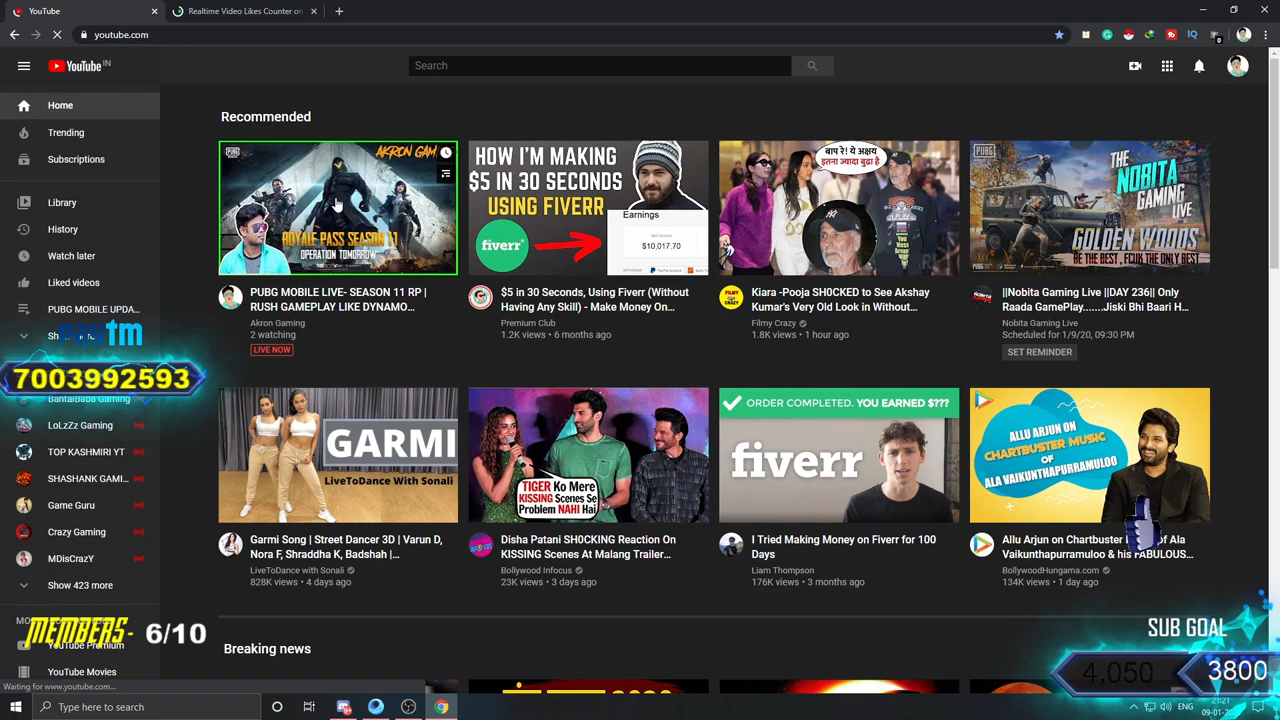 YouTube
Realtime Video Likes Counter on
youtube.com
YouTube IN
Search
Home
Trending
Subscriptions
Library
History
Watch later
Liked videos
PUBG MOBILE UPDA...
paytm
7003992593
BantaiBaba Gaming
LoLzZz Gaming
TOP KASHMIRI YT
SHASHANK GAMI...
Game Guru
Crazy Gaming
MDisCrazY
Show 423 more
MEMBERS- 6/10
YouTube Premium
YouTube Movies
Recommended
AKRON GAM
ROYALE PASS SEASON 11
OPERATION TOMORROW
PUBG MOBILE LIVE- SEASON 11 RP |
RUSH GAMEPLAY LIKE DYNAMO...
Akron Gaming
2 watching
LIVE NOW
HOW I'M MAKING
$5 IN 30 SECONDS
USING FIVERR
fiverr
Earnings
$10,017.70
$5 in 30 Seconds, Using Fiverr (Without
Having Any Skill) - Make Money On...
Premium Club
1.2K views • 6 months ago
बाप रे! ये अक्षय
इतना ज्यादा बुढा है
Kiara -Pooja SH0CKED to See Akshay
Kumar's Very Old Look in Without...
Filmy Crazy
1.8K views • 1 hour ago
PUBG
THE
NOBITA
GAMING
LIVE
GOLDEN WOODS
BE THE BEST , FCUK THE ONLY BEST
||Nobita Gaming Live ||DAY 236|| Only
Raada GamePlay.......Jiski Bhi Baari H...
Nobita Gaming Live
Scheduled for 1/9/20, 09:30 PM
SET REMINDER
GARMI
LiveToDance With Sonali
Garmi Song | Street Dancer 3D | Varun D,
Nora F, Shraddha K, Badshah |...
LiveToDance with Sonali
828K views • 4 days ago
TIGER Ko Mere
KISSING Scenes Se
Problem NAHI Hai
Disha Patani SH0CKING Reaction On
KISSING Scenes At Malang Trailer...
Bollywood Infocus
23K views • 3 days ago
ORDER COMPLETED. YOU EARNED $???
fiverr
I Tried Making Money on Fiverr for 100
Days
Liam Thompson
176K views • 3 months ago
ALLU ARJUN ON
CHARTBUSTER MUSIC
OF
ALA VAIKUNTHAPURRAMULOO
Allu Arjun on Chartbuster of Ala
Vaikunthapurramuloo & his FABULOUS...
BollywoodHungama.com
134K views • 1 day ago
Breaking news
SUB GOAL
4,050
3800
Waiting for www.youtube.com...
Type here to search
ENG
21:21